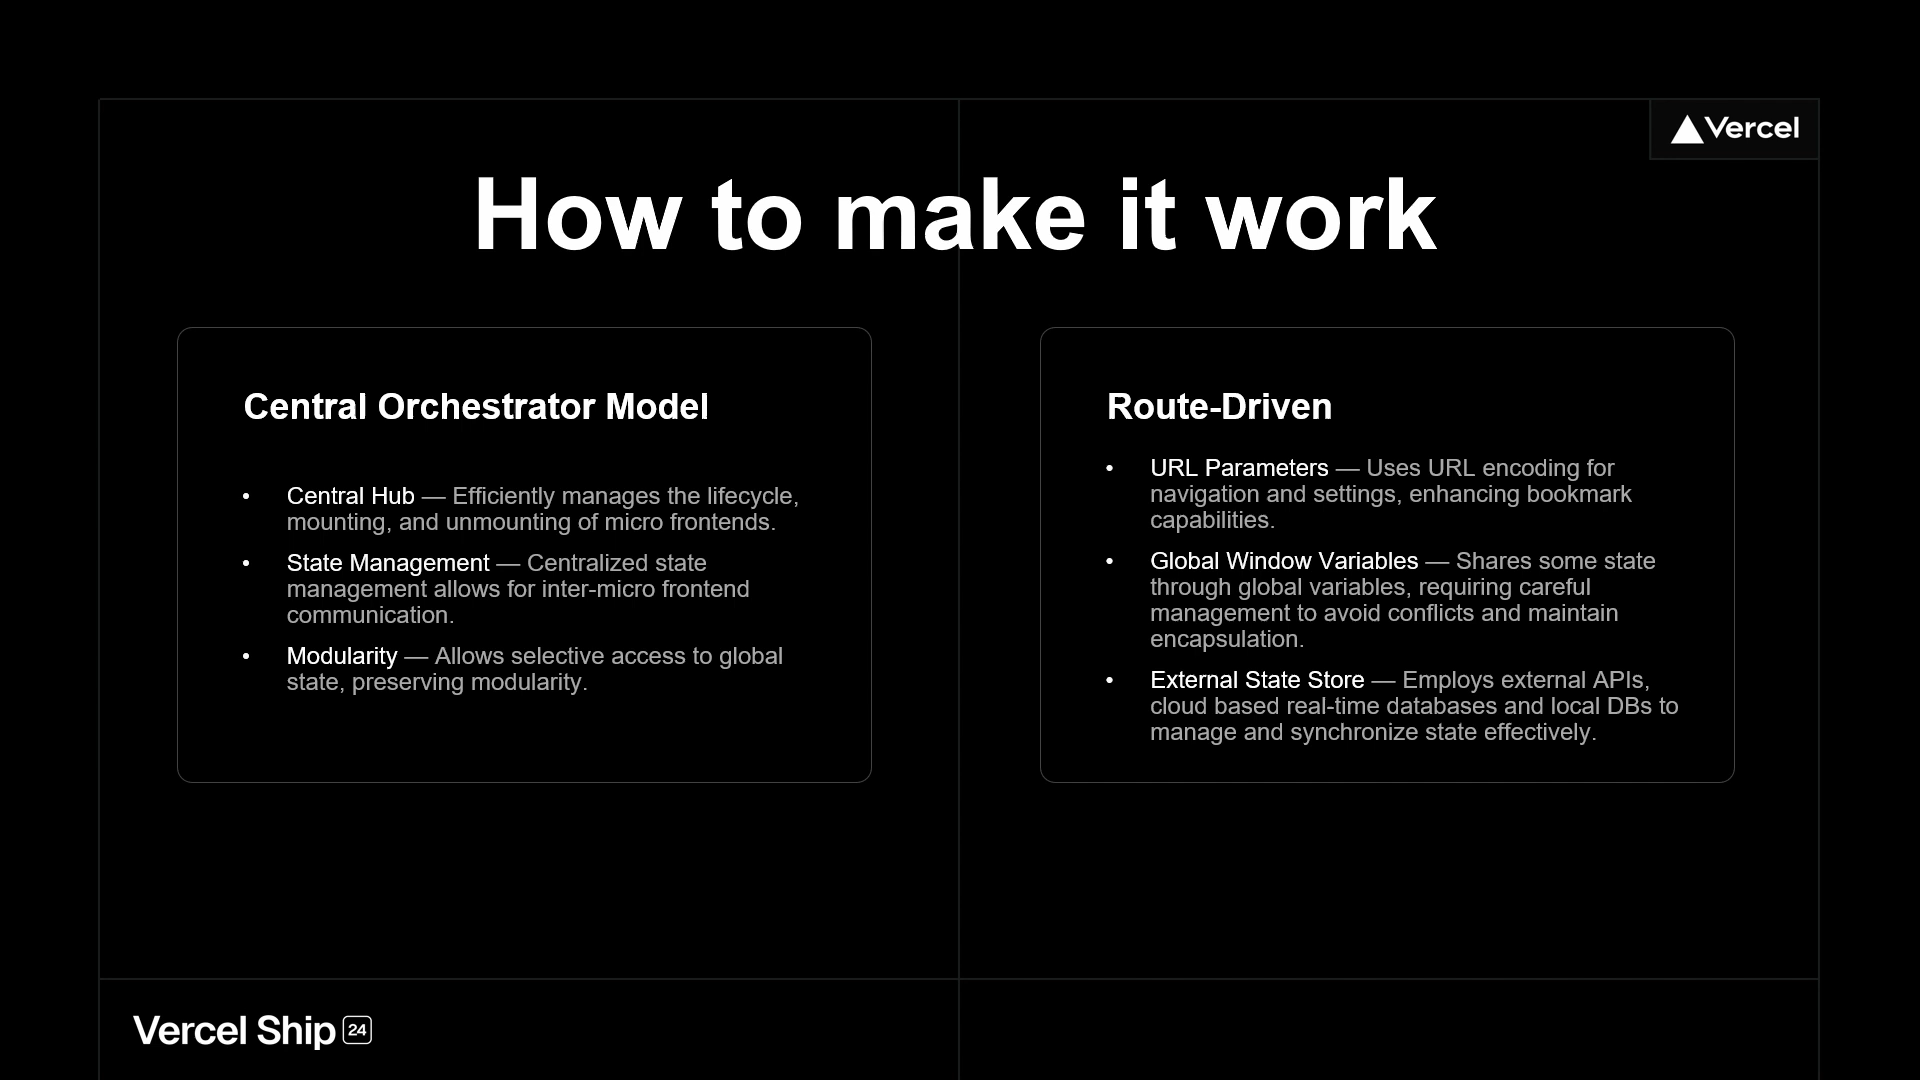 Vercel
How to make it work
Central Orchestrator Model
• Central Hub — Efficiently manages the lifecycle,
mounting, and unmounting of micro frontends.
• State Management — Centralized state
management allows for inter-micro frontend
communication.
• Modularity — Allows selective access to global
state, preserving modularity.
Route-Driven
• URL Parameters — Uses URL encoding for
navigation and settings, enhancing bookmark
capabilities.
• Global Window Variables — Shares some state
through global variables, requiring careful
management to avoid conflicts and maintain
encapsulation.
• External State Store — Employs external APIs,
cloud based real-time databases and local DBs to
manage and synchronize state effectively.
Vercel Ship 24